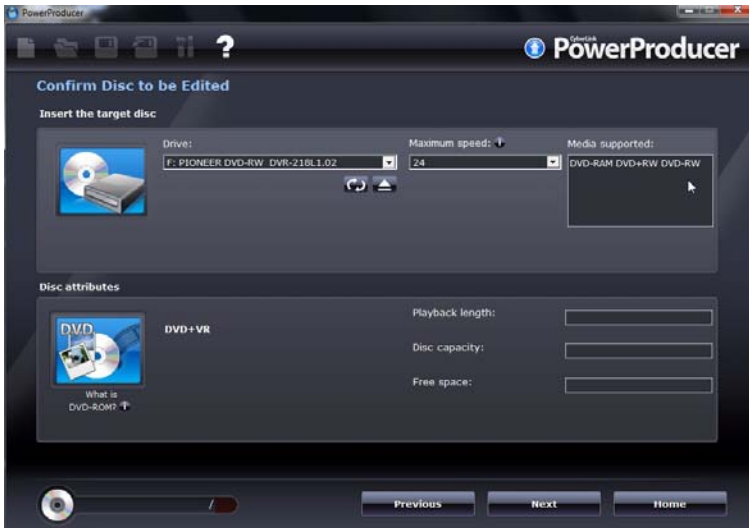 PowerProducer
?
CyberLink
PowerProducer
Confirm Disc to be Edited
Insert the target disc
Drive:
Maximum speed:
Media supported:
F: PIONEER DVD-RW DVR-218L1.02
24
DVD-RAM DVD+RW DVD-RW
Disc attributes
DVD
DVD+VR
Playback length:
Disc capacity:
Free space:
What is
DVD-ROM?
/
Previous
Next
Home